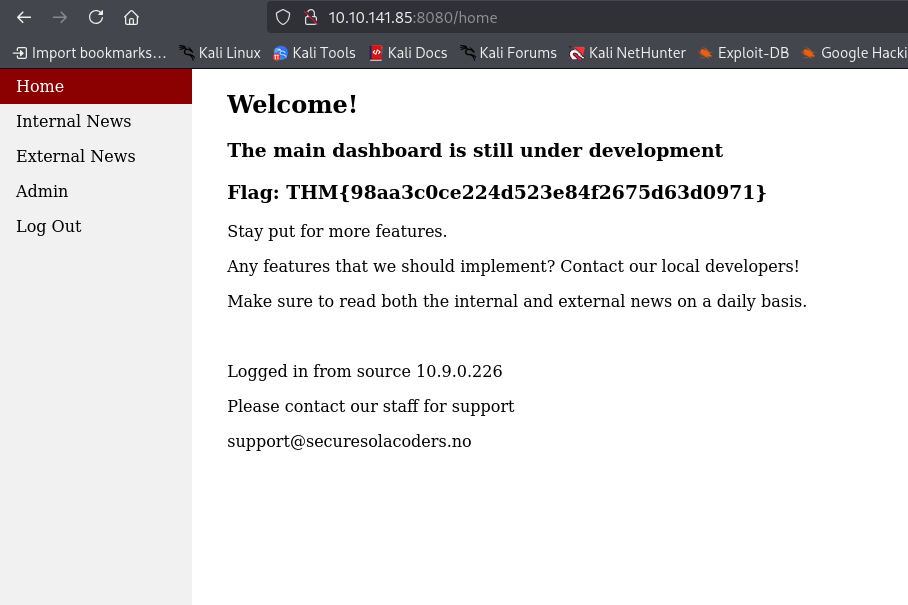 10.10.141.85:8080/home
Import bookmarks… Kali Linux Kali Tools Kali Docs Kali Forums Kali NetHunter Exploit-DB Google Hacki
Home
Internal News
External News
Admin
Log Out
Welcome!
The main dashboard is still under development
Flag: THM{98aa3c0ce224d523e84f2675d63d0971}
Stay put for more features.
Any features that we should implement? Contact our local developers!
Make sure to read both the internal and external news on a daily basis.
Logged in from source 10.9.0.226
Please contact our staff for support
support@securesolacoders.no